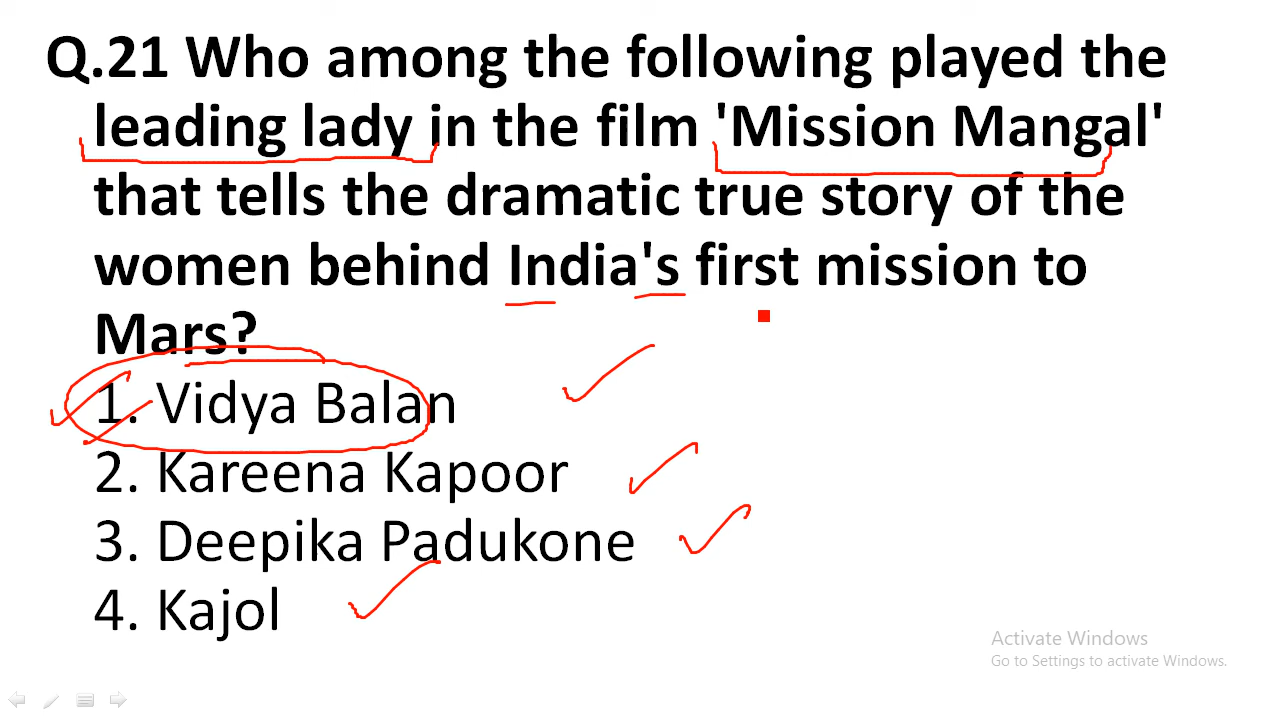 Q.21 Who among the following played the
leading lady in the film 'Mission Mangal'
that tells the dramatic true story of the
women behind India's first mission to
Mars?
1. Vidya Balan
2. Kareena Kapoor
3. Deepika Padukone
4. Kajol
Activate Windows
Go to Settings to activate Windows.